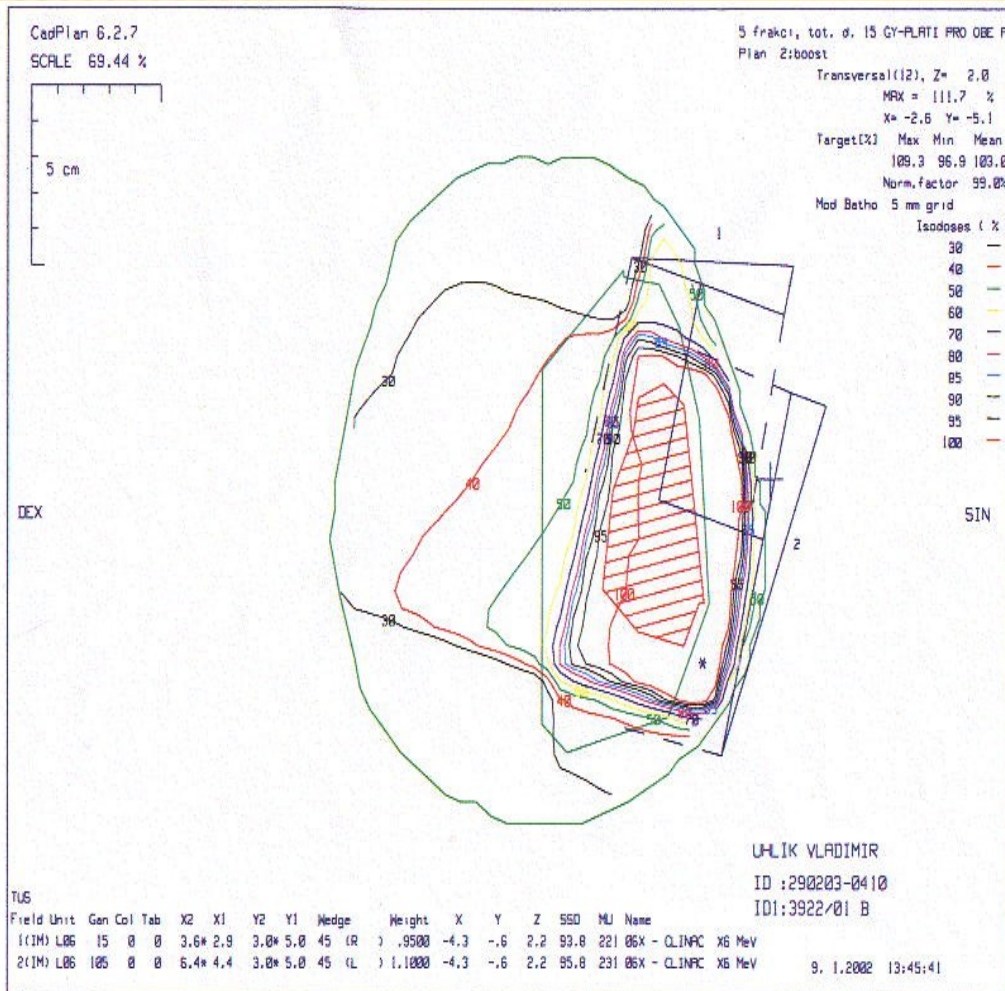 CadPlan 6.2.7
SCALE 69.44 %
5 cm
5 frakci, tot. d. 15 GY-PLATI PRO OBE P
Plan 2:boost
Transversal(12), Z= 2.0
MAX = 111.7 %
X= -2.6 Y= -5.1
Target[%] Max Min Mean
109.3 96.9 103.0
Norm.factor 99.0%
Mod Batho 5 mm grid
Isodoses ( %
30
40
50
60
70
80
85
90
95
100
1
30
50
30
40
50
95
100
100
2
30
40
50
70
*
DEX
SIN
UHLIK VLADIMIR
ID :290203-0410
ID1:3922/01 B
TUS
Field Unit Gan Col Tab X2 X1 Y2 Y1 Wedge Weight X Y Z SSD MU Name
1(IM) L06 15 0 0 3.6* 2.9 3.0* 5.0 45 (R ) .9500 -4.3 -.6 2.2 93.8 221 06X - CLINAC X6 MeV
2(IM) L06 105 0 0 6.4* 4.4 3.0* 5.0 45 (L ) 1.1000 -4.3 -.6 2.2 95.8 231 06X - CLINAC X6 MeV
9. 1.2002 13:45:41